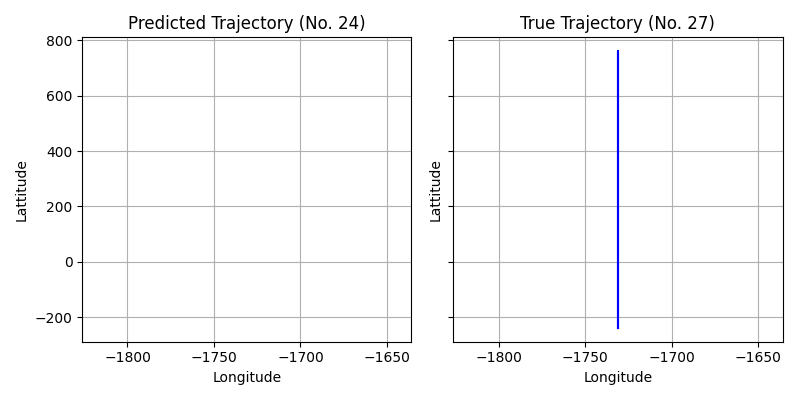 Predicted Trajectory (No. 24)
True Trajectory (No. 27)
800
600
400
200
0
−200
Lattitude
Lattitude
−1800
−1750
−1700
−1650
−1800
−1750
−1700
−1650
Longitude
Longitude